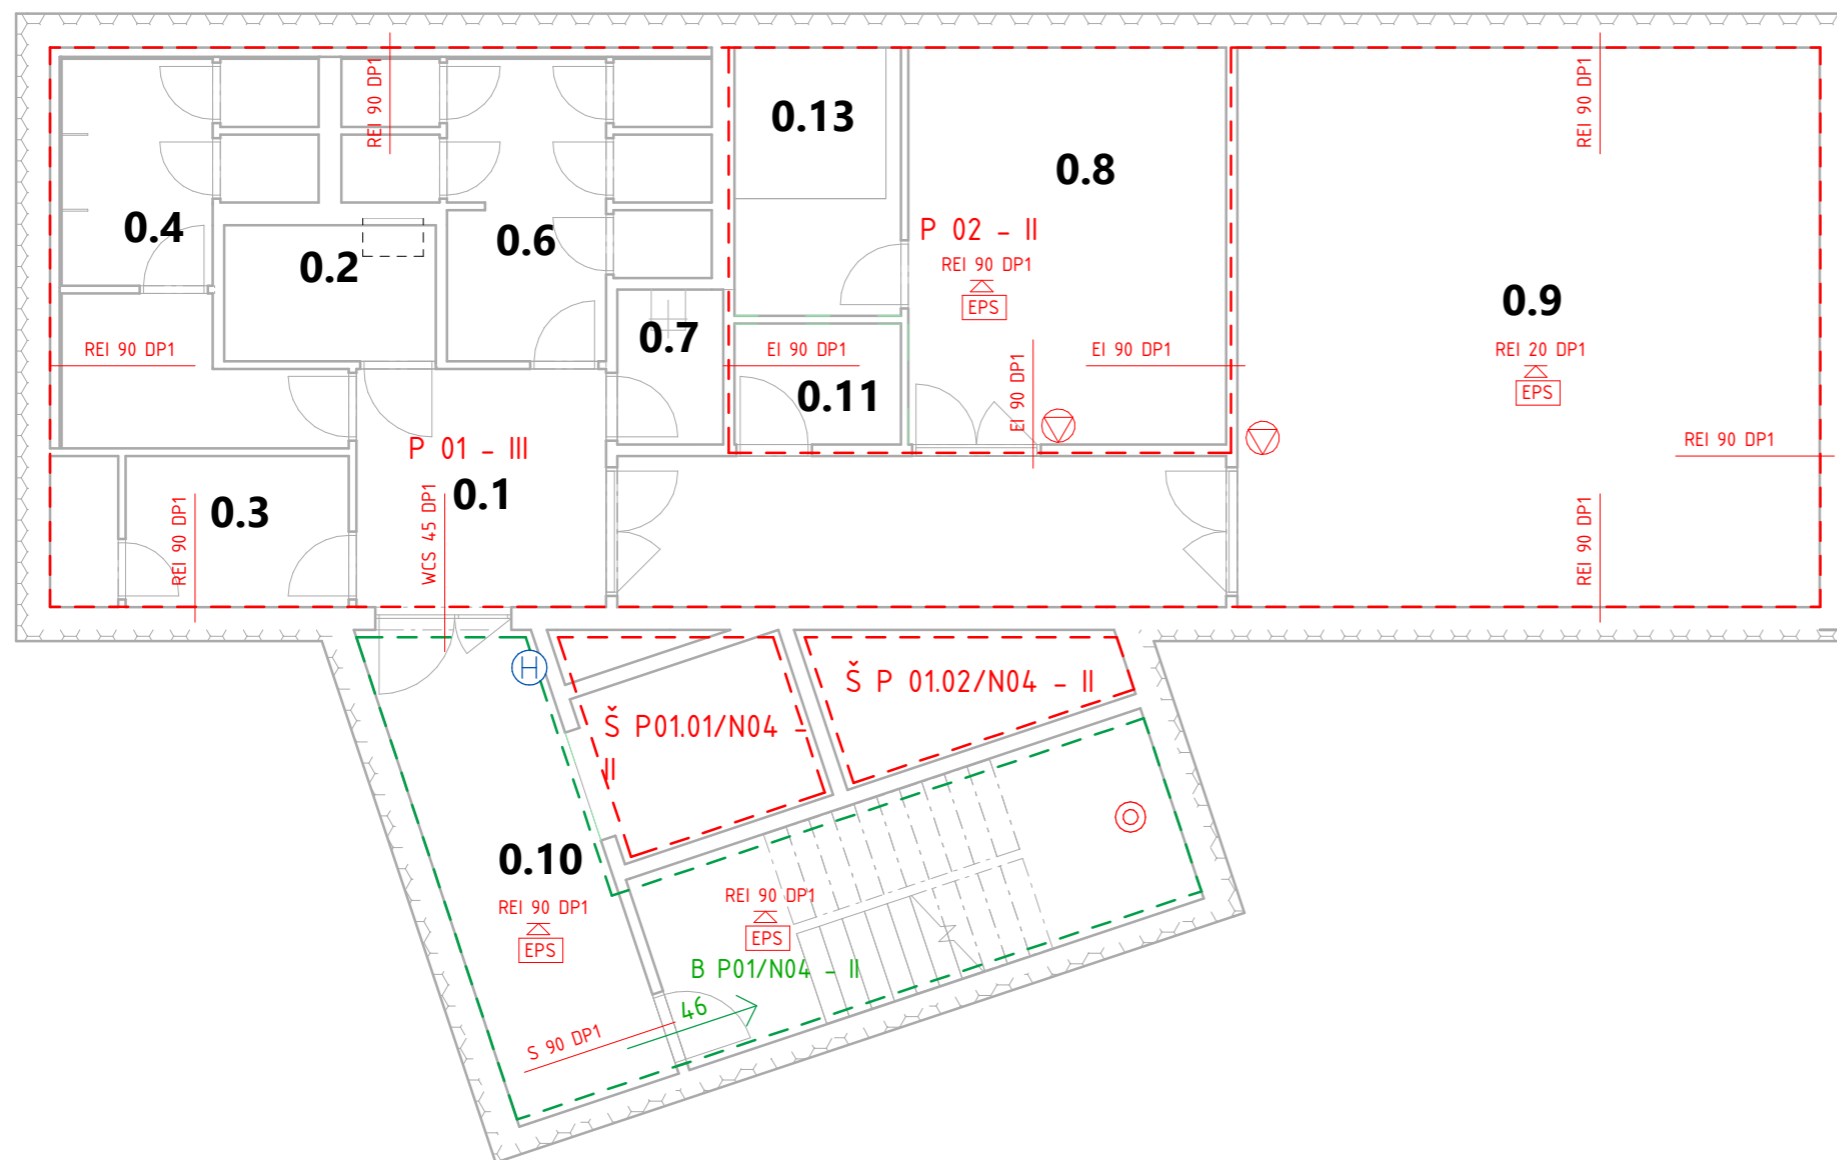 REI 90 DP1
REI 90 DP1
0.13
0.8
0.4
0.2
0.6
P 02 - II
REI 90 DP1
EPS
0.9
REI 20 DP1
EPS
0.7
REI 90 DP1
EI 90 DP1
EI 90 DP1
EI 90 DP1
0.11
P 01 - III
REI 90 DP1
0.1
0.3
REI 90 DP1
WCS 45 DP1
REI 90 DP1
H
Š P01.01/N04 -
II
Š P 01.02/N04 - II
0.10
REI 90 DP1
EPS
REI 90 DP1
EPS
B P01/N04 - II
46
S 90 DP1